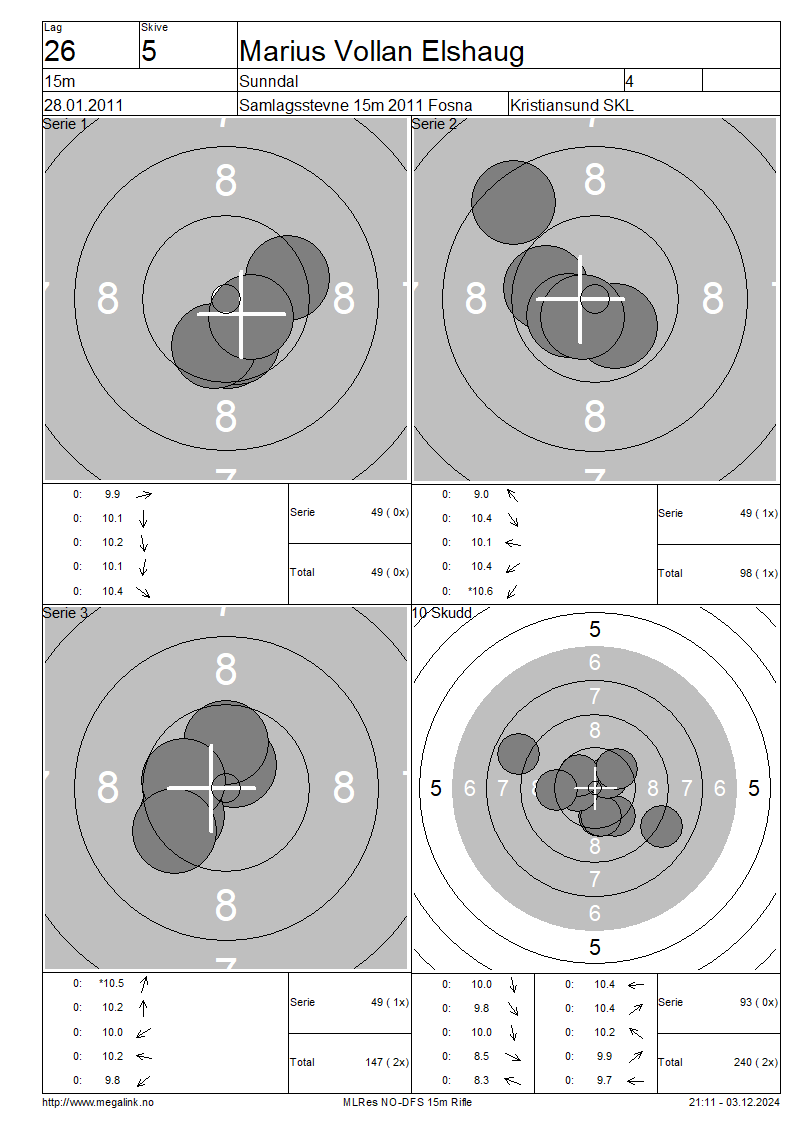 Lag Skive
26 5 Marius Vollan Elshaug
15m Sunndal 4
28.01.2011 Samlagsstevne 15m 2011 Fosna Kristiansund SKL
Serie 1
7
8
8 8
8
7
Serie 2
7
8
7 8 8 7
8
7
0: 9.9
0: 10.1
0: 10.2
0: 10.1
0: 10.4
Serie 49 ( 0x)
Total 49 ( 0x)
0: 9.0
0: 10.4
0: 10.1
0: 10.4
0: *10.6
Serie 49 ( 1x)
Total 98 ( 1x)
Serie 3
7
8
8 8
8
7
10 Skudd
5
6
7
8
5 6 7 8 8 7 6 5
8
7
6
5
0: *10.5
0: 10.2
0: 10.0
0: 10.2
0: 9.8
Serie 49 ( 1x)
Total 147 ( 2x)
0: 10.0 0: 10.4
0: 9.8 0: 10.4
0: 10.0 0: 10.2
0: 8.5 0: 9.9
0: 8.3 0: 9.7
Serie 93 ( 0x)
Total 240 ( 2x)
http://www.megalink.no MLRes NO-DFS 15m Rifle 21:11 - 03.12.2024